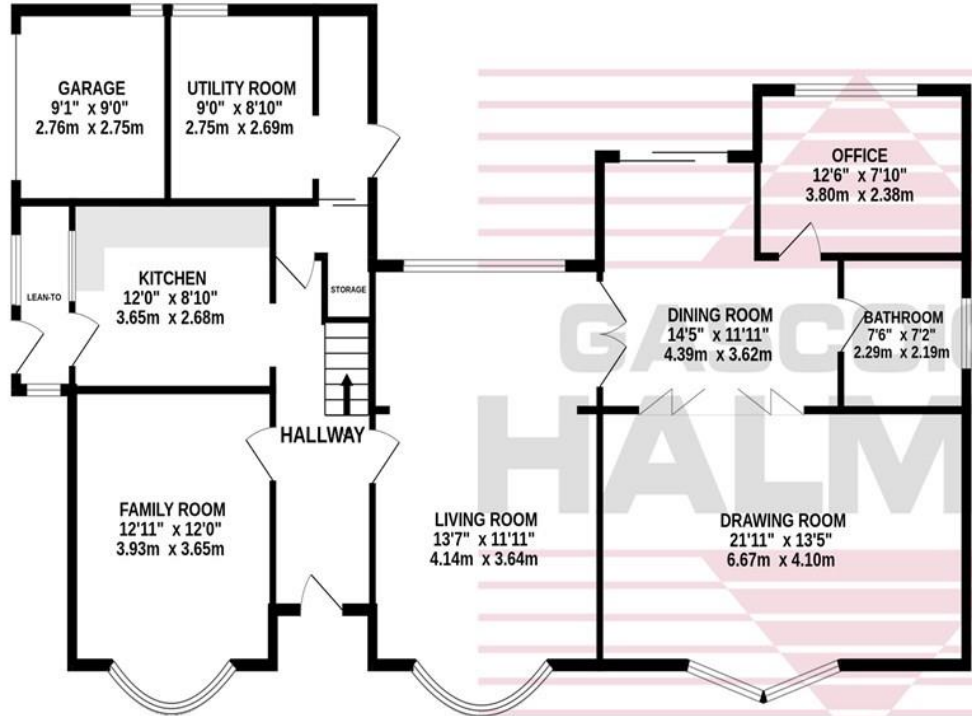 GARAGE
9'1" x 9'0"
2.76m x 2.75m
UTILITY ROOM
9'0" x 8'10"
2.75m x 2.69m
OFFICE
12'6" x 7'10"
3.80m x 2.38m
LEAN-TO
KITCHEN
12'0" x 8'10"
3.65m x 2.68m
STORAGE
DINING ROOM
14'5" x 11'11"
4.39m x 3.62m
BATHROOM
7'6" x 7'2"
2.29m x 2.19m
GASCOI
HALM
HALLWAY
FAMILY ROOM
12'11" x 12'0"
3.93m x 3.65m
LIVING ROOM
13'7" x 11'11"
4.14m x 3.64m
DRAWING ROOM
21'11" x 13'5"
6.67m x 4.10m